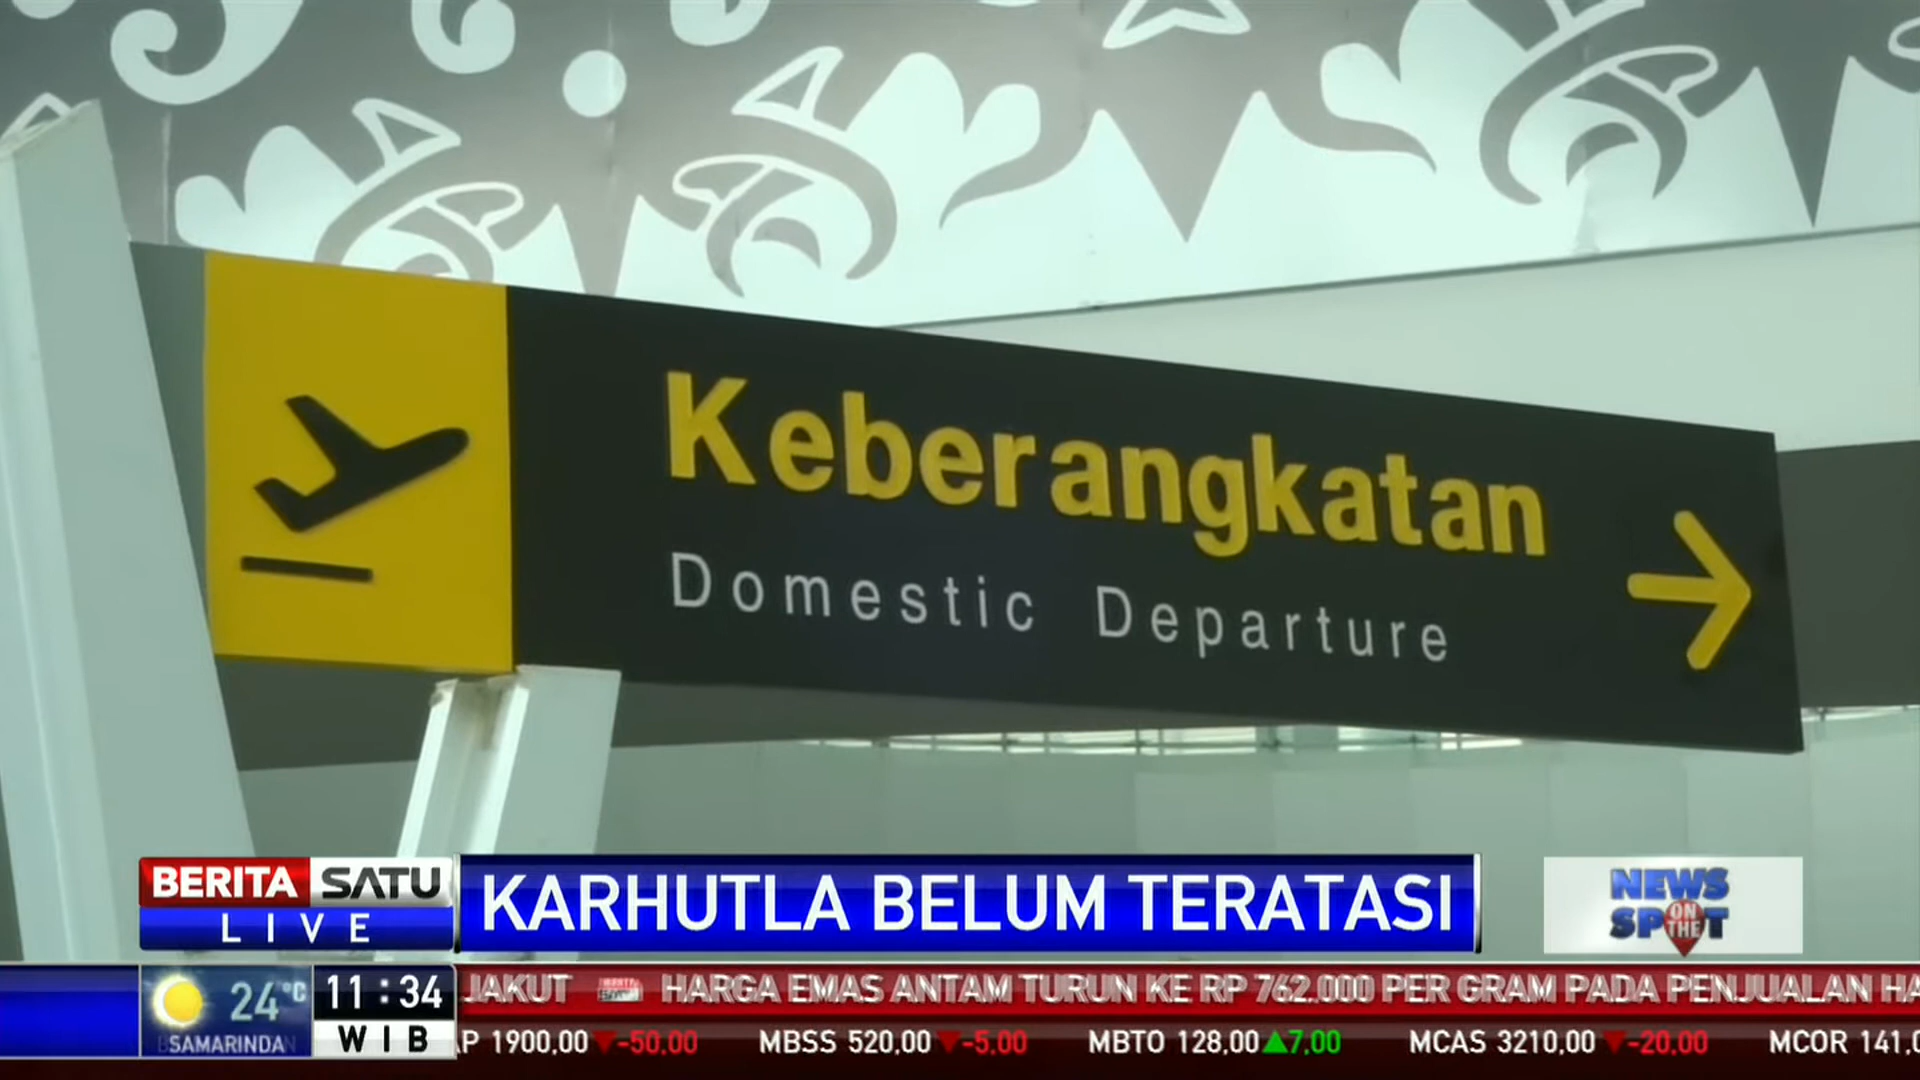 Keberangkatan
Domestic Departure
BERITA SATU
LIVE
KARHUTLA BELUM TERATASI
NEWS
ON
SPOT
THE
24°C
SAMARINDA
11:34
WIB
JAKUT HARGA EMAS ANTAM TURUN KE RP 762.000 PER GRAM PADA PENJUALAN
1900,00 -50.00 MBSS 520,00 -5.00 MBTO 128,00 7,00 MCAS 3210,00 -20.00 MCOR